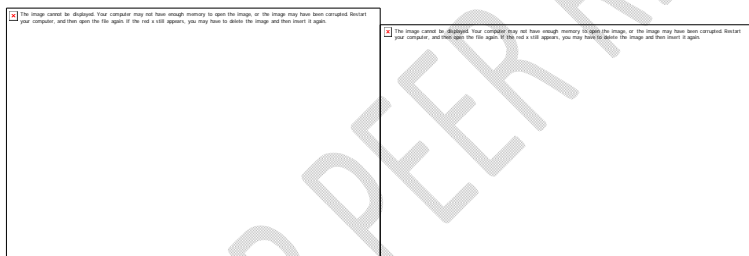 The image cannot be displayed. Your computer may not have enough memory to open the image, or the image may have been corrupted. Restart
your computer, and then open the file again. If the red x still appears, you may have to delete the image and then insert it again.
The image cannot be displayed. Your computer may not have enough memory to open the image, or the image may have been corrupted. Restart
your computer, and then open the file again. If the red x still appears, you may have to delete the image and then insert it again.
PEER